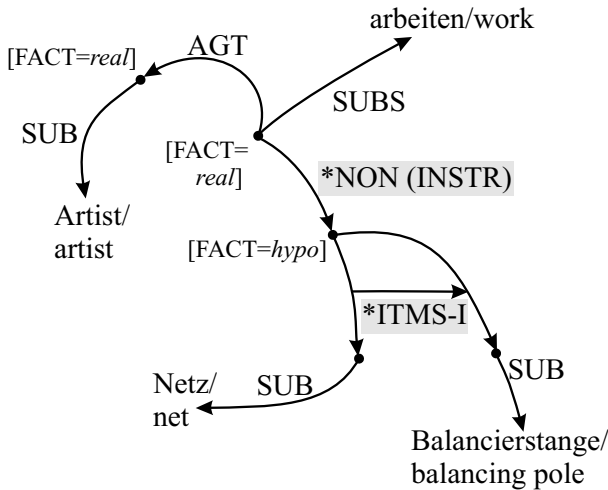 arbeiten/work
AGT
[FACT=real]
SUBS
SUB
[FACT=
real]
*NON (INSTR)
Artist/
artist
[FACT=hypo]
*ITMS-I
SUB
Netz/
net
SUB
Balancierstange/
balancing pole